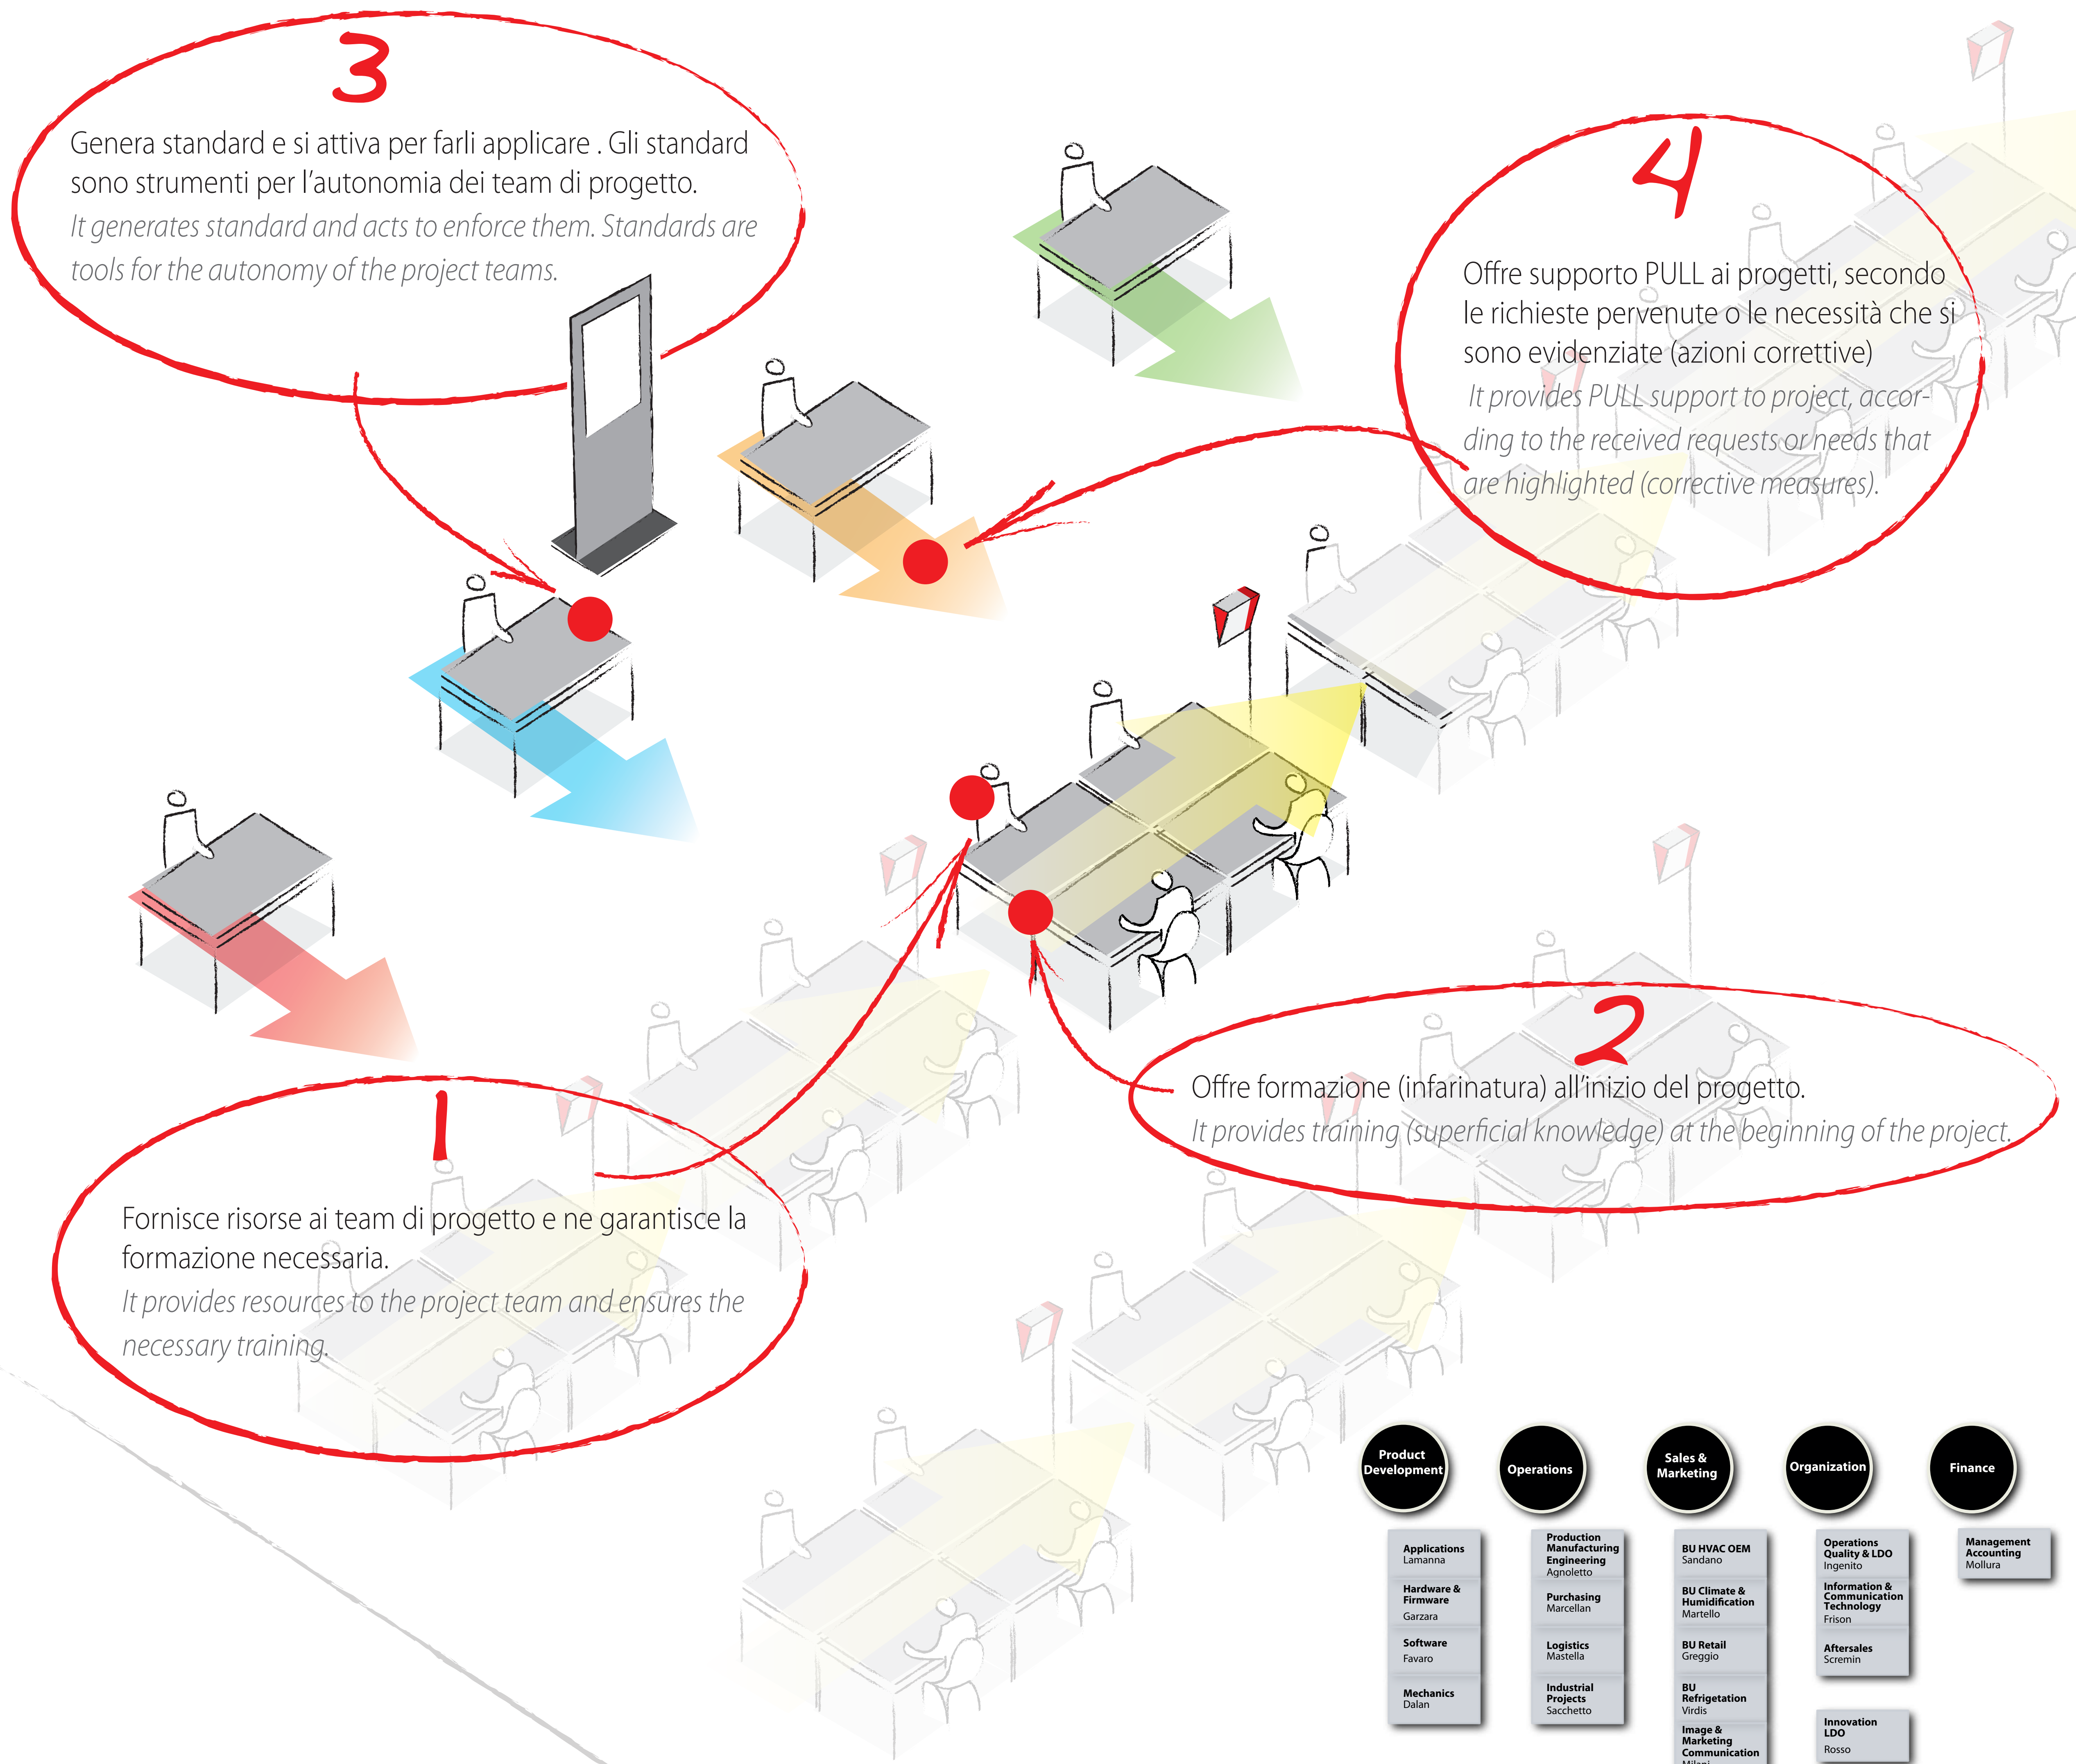 3
Genera standard e si attiva per farli applicare . Gli standard
sono strumenti per l'autonomia dei team di progetto.
It generates standard and acts to enforce them. Standards are
tools for the autonomy of the project teams.
4
Offre supporto PULL ai progetti, secondo
le richieste pervenute o le necessità che si
sono evidenziate (azioni correttive)
It provides PULL support to project, accor-
ding to the received requests or needs that
are highlighted (corrective measures).
2
Offre formazione (infarinatura) all'inizio del progetto.
It provides training (superficial knowledge) at the beginning of the project.
1
Fornisce risorse ai team di progetto e ne garantisce la
formazione necessaria.
It provides resources to the project team and ensures the
necessary training.
Product
Development
Applications
Lamanna
Hardware &
Firmware
Garzara
Software
Favaro
Mechanics
Dalan
Operations
Production
Manufacturing
Engineering
Agnoletto
Purchasing
Marcellan
Logistics
Mastella
Industrial
Projects
Sacchetto
Sales &
Marketing
BU HVAC OEM
Sandano
BU Climate &
Humidification
Martello
BU Retail
Greggio
BU
Refrigetation
Virdis
Image &
Marketing
Communication
Organization
Operations
Quality & LDO
Ingenito
Information &
Communication
Technology
Frison
Aftersales
Scremin
Innovation
LDO
Rosso
Finance
Management
Accounting
Mollura